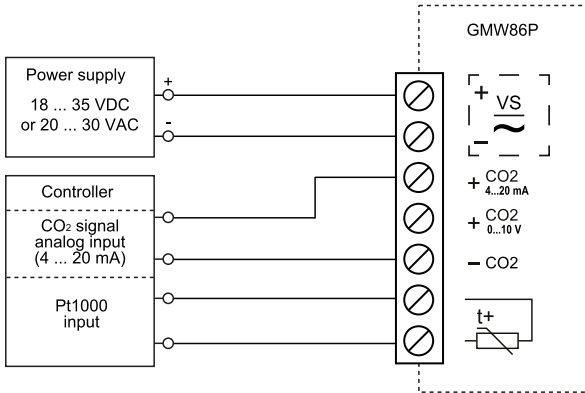 GMW86P
Power supply
18 ... 35 VDC
or 20 ... 30 VAC
+
-
+ VS
~
−
Controller
CO2 signal
analog input
(4 ... 20 mA)
Pt1000
input
+ CO2
4...20 mA
+ CO2
0...10 V
− CO2
t+